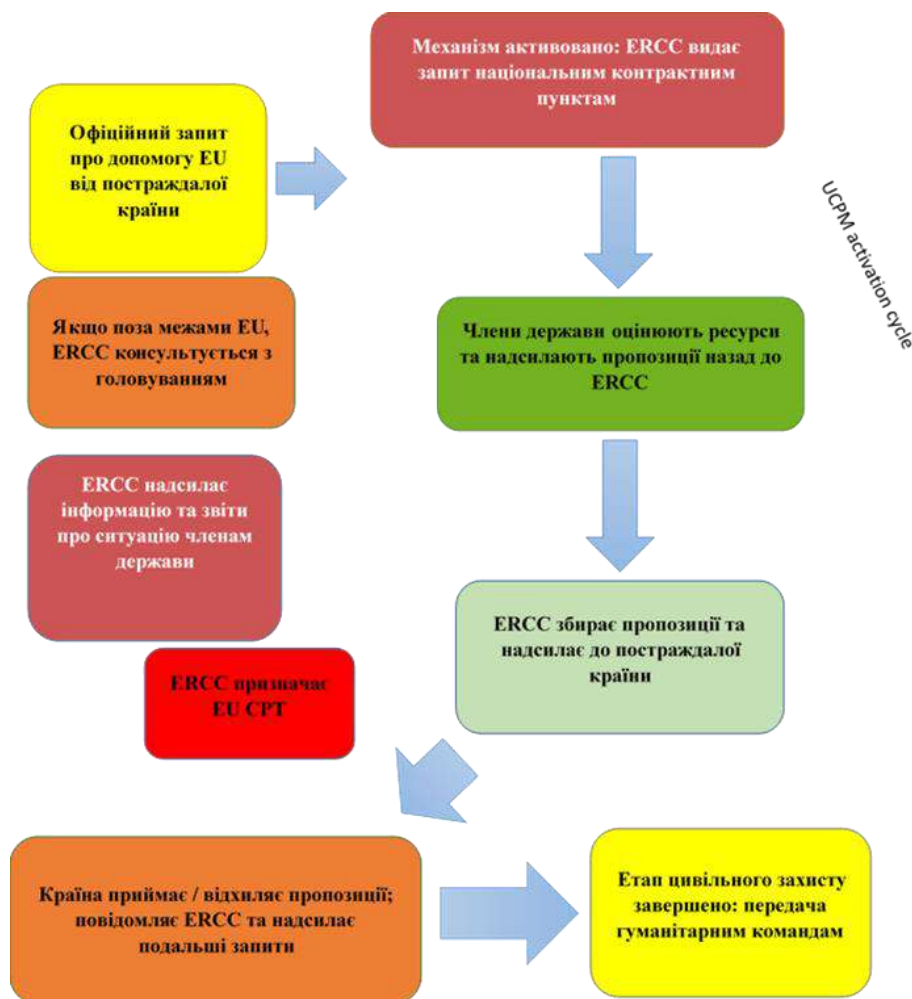 Механізм активовано: ERCC видає
запит національним контрактним
пунктам
Офіційний запит
про допомогу EU
від постраждалої
країни
UCPM activation cycle
Якщо поза межами EU,
ERCC консультується з
головуванням
Члени держави оцінюють ресурси
та надсилають пропозиції назад до
ERCC
ERCC надсилає
інформацію та звіти
про ситуацію членам
держави
ERCC збирає пропозиції та
надсилає до постраждалої
країни
ERCC призначає
EU CPT
Країна приймає / відхиляє пропозиції;
повідомляє ERCC та надсилає
подальші запити
Етап цивільного захисту
завершено: передача
гуманітарним командам